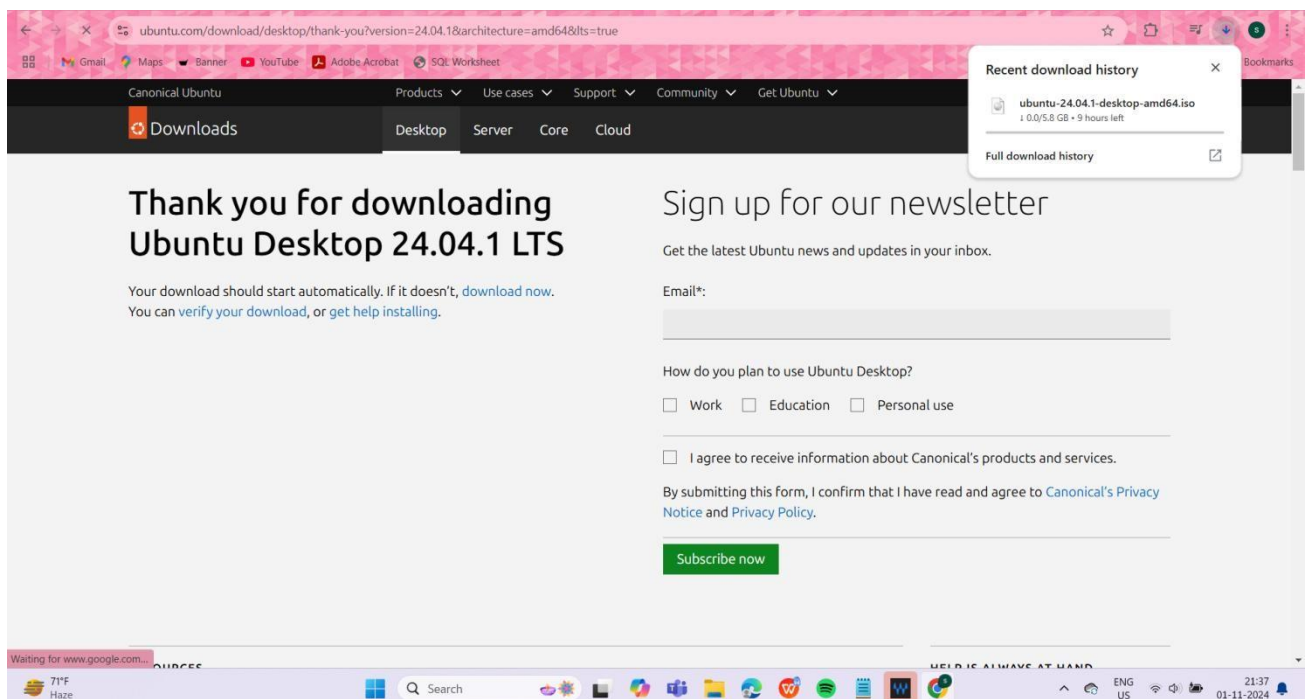 ubuntu.com/download/desktop/thank-you?version=24.04.1&architecture=amd64&lts=true
S
Gmail Maps Banner YouTube Adobe Acrobat SQL Worksheet Bookmarks
Recent download history
ubuntu-24.04.1-desktop-amd64.iso
↓ 0.0/5.8 GB • 9 hours left
Full download history
Canonical Ubuntu Products Use cases Support Community Get Ubuntu
Downloads Desktop Server Core Cloud
Thank you for downloading
Ubuntu Desktop 24.04.1 LTS
Your download should start automatically. If it doesn't, download now.
You can verify your download, or get help installing.
Sign up for our newsletter
Get the latest Ubuntu news and updates in your inbox.
Email*:
How do you plan to use Ubuntu Desktop?
Work Education Personal use
I agree to receive information about Canonical's products and services.
By submitting this form, I confirm that I have read and agree to Canonical's Privacy
Notice and Privacy Policy.
Subscribe now
Waiting for www.google.com...
71°F
Haze
Search
ENG
US
21:37
01-11-2024